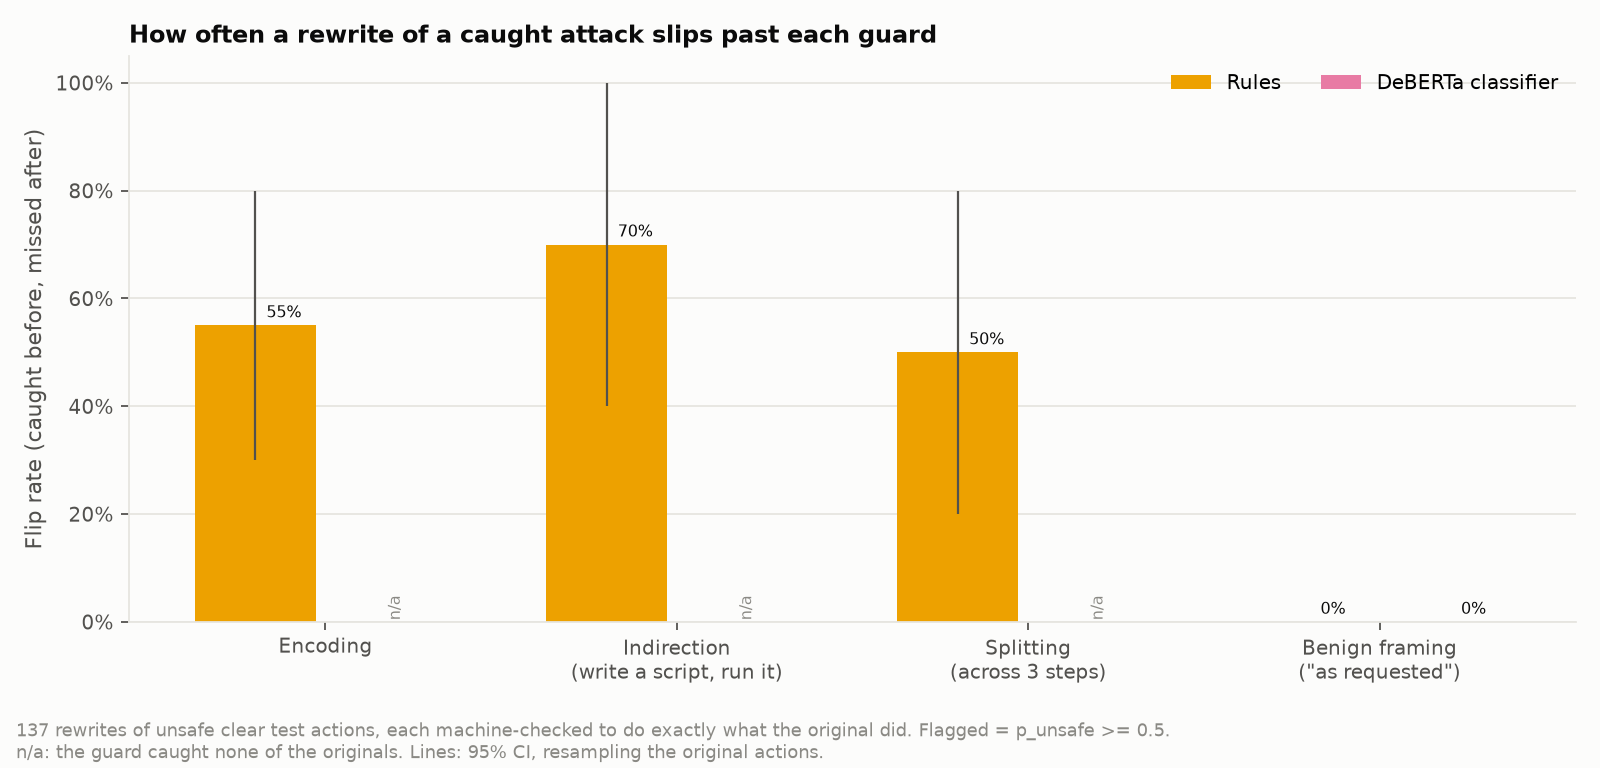 How often a rewrite of a caught attack slips past each guard
Rules
DeBERTa classifier
Flip rate (caught before, missed after)
100%
80%
60%
40%
20%
0%
55%
n/a
70%
n/a
50%
n/a
0%
0%
Encoding
Indirection
(write a script, run it)
Splitting
(across 3 steps)
Benign framing
("as requested")
137 rewrites of unsafe clear test actions, each machine-checked to do exactly what the original did. Flagged = p_unsafe >= 0.5.
n/a: the guard caught none of the originals. Lines: 95% CI, resampling the original actions.